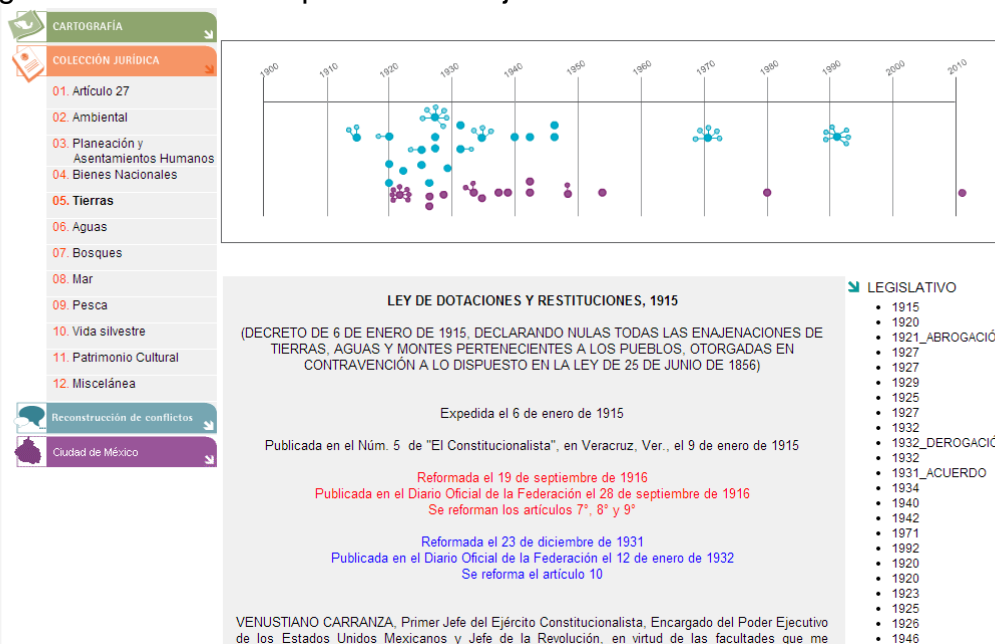 CARTOGRAFÍA
COLECCIÓN JURÍDICA
01. Artículo 27
02. Ambiental
03. Planeación y
Asentamientos Humanos
04. Bienes Nacionales
05. Tierras
06. Aguas
07. Bosques
08. Mar
09. Pesca
10. Vida silvestre
11. Patrimonio Cultural
12. Miscelánea
Reconstrucción de conflictos
Ciudad de México
1900 1910 1920 1930 1940 1950 1960 1970 1980 1990 2000 2010
LEY DE DOTACIONES Y RESTITUCIONES, 1915
(DECRETO DE 6 DE ENERO DE 1915, DECLARANDO NULAS TODAS LAS ENAJENACIONES DE
TIERRAS, AGUAS Y MONTES PERTENECIENTES A LOS PUEBLOS, OTORGADAS EN
CONTRAVENCIÓN A LO DISPUESTO EN LA LEY DE 25 DE JUNIO DE 1856)
Expedida el 6 de enero de 1915
Publicada en el Núm. 5 de "El Constitucionalista", en Veracruz, Ver., el 9 de enero de 1915
Reformada el 19 de septiembre de 1916
Publicada en el Diario Oficial de la Federación el 28 de septiembre de 1916
Se reforman los artículos 7°, 8° y 9°
Reformada el 23 de diciembre de 1931
Publicada en el Diario Oficial de la Federación el 12 de enero de 1932
Se reforma el artículo 10
VENUSTIANO CARRANZA, Primer Jefe del Ejército Constitucionalista, Encargado del Poder Ejecutivo
de los Estados Unidos Mexicanos y Jefe de la Revolución, en virtud de las facultades que me
LEGISLATIVO
• 1915
• 1920
• 1921_ABROGACIÓ
• 1927
• 1927
• 1929
• 1925
• 1927
• 1932
• 1932_DEROGACIÓ
• 1932
• 1931_ACUERDO
• 1934
• 1940
• 1942
• 1971
• 1992
• 1920
• 1920
• 1923
• 1925
• 1926
• 1946